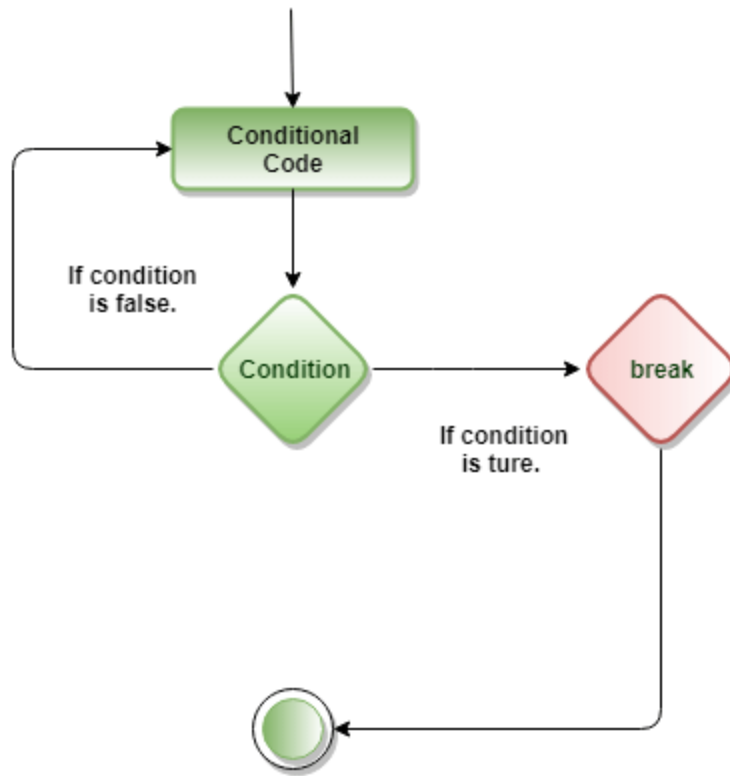 Conditional
Code
If condition
is false.
Condition
break
If condition
is ture.